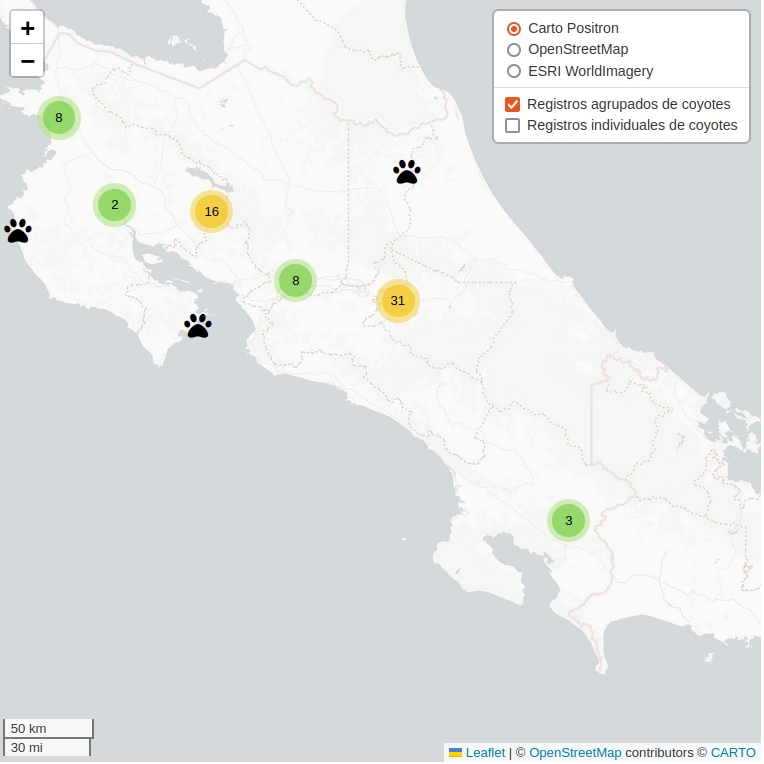 +
−
Carto Positron
OpenStreetMap
ESRI WorldImagery
Registros agrupados de coyotes
Registros individuales de coyotes
8
2
16
8
31
3
50 km
30 mi
Leaflet | © OpenStreetMap contributors © CARTO